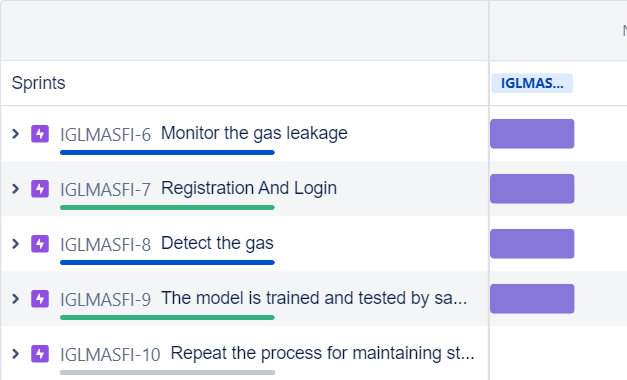 Sprints
IGLMAS...
IGLMASFI-6 Monitor the gas leakage
IGLMASFI-7 Registration And Login
IGLMASFI-8 Detect the gas
IGLMASFI-9 The model is trained and tested by sa...
IGLMASFI-10 Repeat the process for maintaining st...